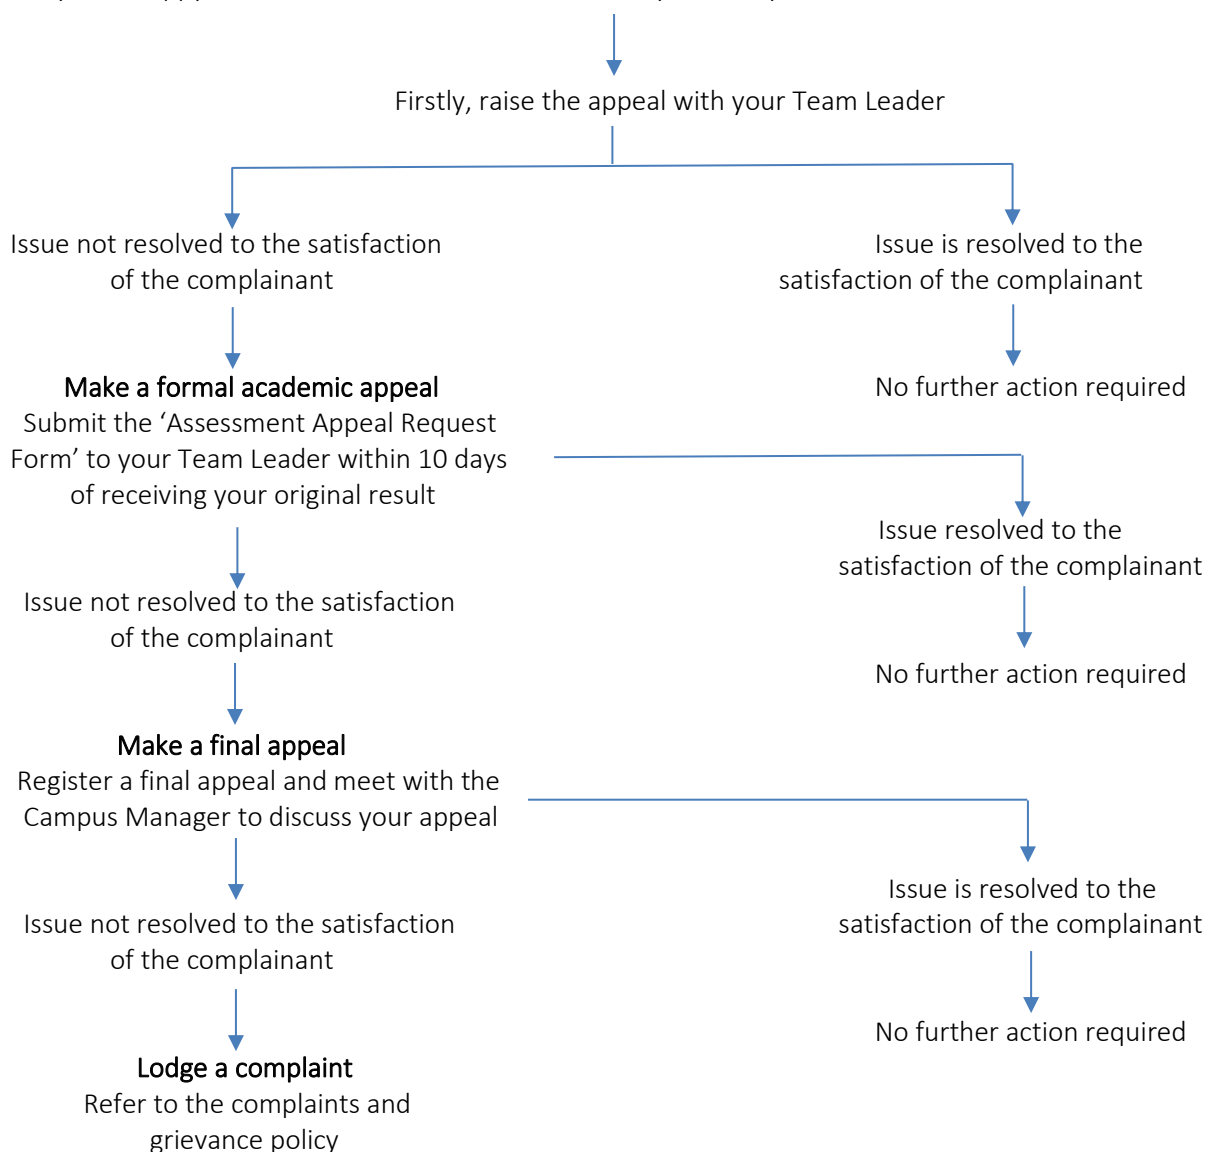 Firstly, raise the appeal with your Team Leader
Issue not resolved to the satisfaction
of the complainant
Issue is resolved to the
satisfaction of the complainant
Make a formal academic appeal
Submit the ‘Assessment Appeal Request
Form’ to your Team Leader within 10 days
of receiving your original result
No further action required
Issue resolved to the
satisfaction of the complainant
Issue not resolved to the satisfaction
of the complainant
No further action required
Make a final appeal
Register a final appeal and meet with the
Campus Manager to discuss your appeal
Issue is resolved to the
satisfaction of the complainant
Issue not resolved to the satisfaction
of the complainant
No further action required
Lodge a complaint
Refer to the complaints and
grievance policy